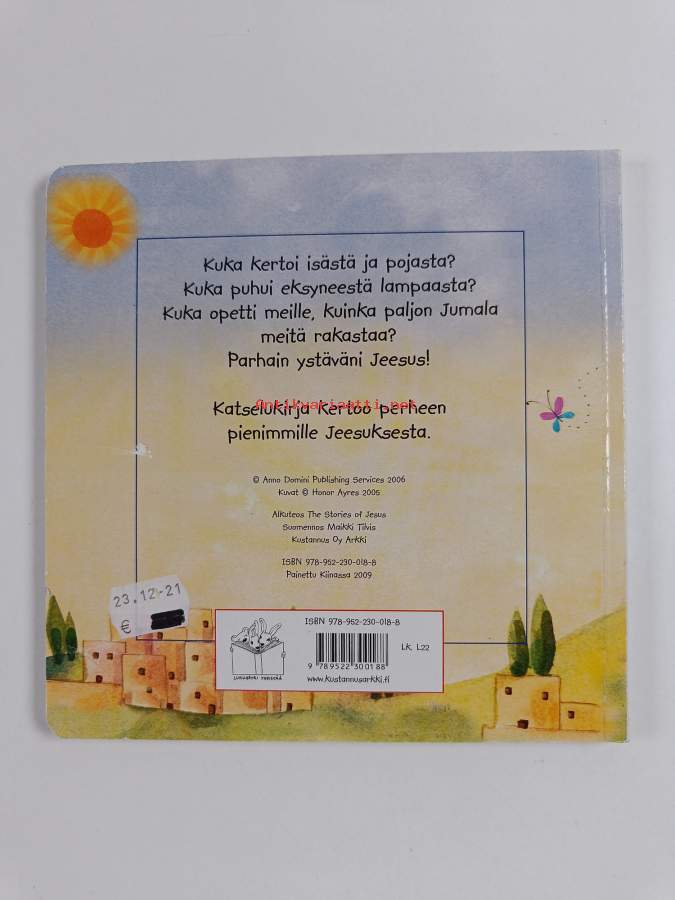 Kuka kertoi isästä ja pojasta?
Kuka puhui eksyneestä lampaasta?
Kuka opetti meille, kuinka paljon Jumala
meitä rakastaa?
Parhain ystäväni Jeesus!
Antikvariaatti.net
Katselukirja kertoo perheen
pienimmille Jeesuksesta.
© Anno Domini Publishing Services 2006
Kuvat © Honor Ayres 2005
Alkuteos The Stories of Jesus
Suomennos Maikki Tilvis
Kustannus Oy Arkki
ISBN 978-952-230-018-8
Painettu Kiinassa 2009
23.12-21
€
ISBN 978-952-230-018-8
Lk. L22
9 789522 300188
www.kustannusarkki.fi